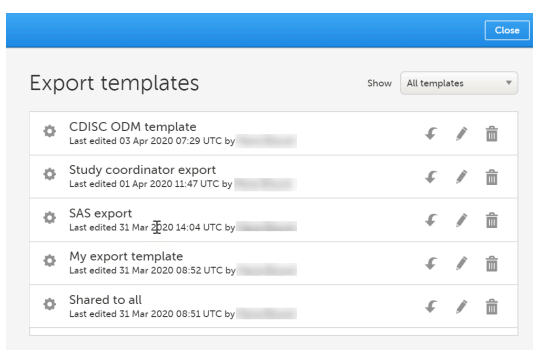 Close
Export templates
Show All templates
CDISC ODM template
Last edited 03 Apr 2020 07:29 UTC by
Study coordinator export
Last edited 01 Apr 2020 11:47 UTC by
SAS export
Last edited 31 Mar 2020 14:04 UTC by
My export template
Last edited 31 Mar 2020 08:52 UTC by
Shared to all
Last edited 31 Mar 2020 08:51 UTC by